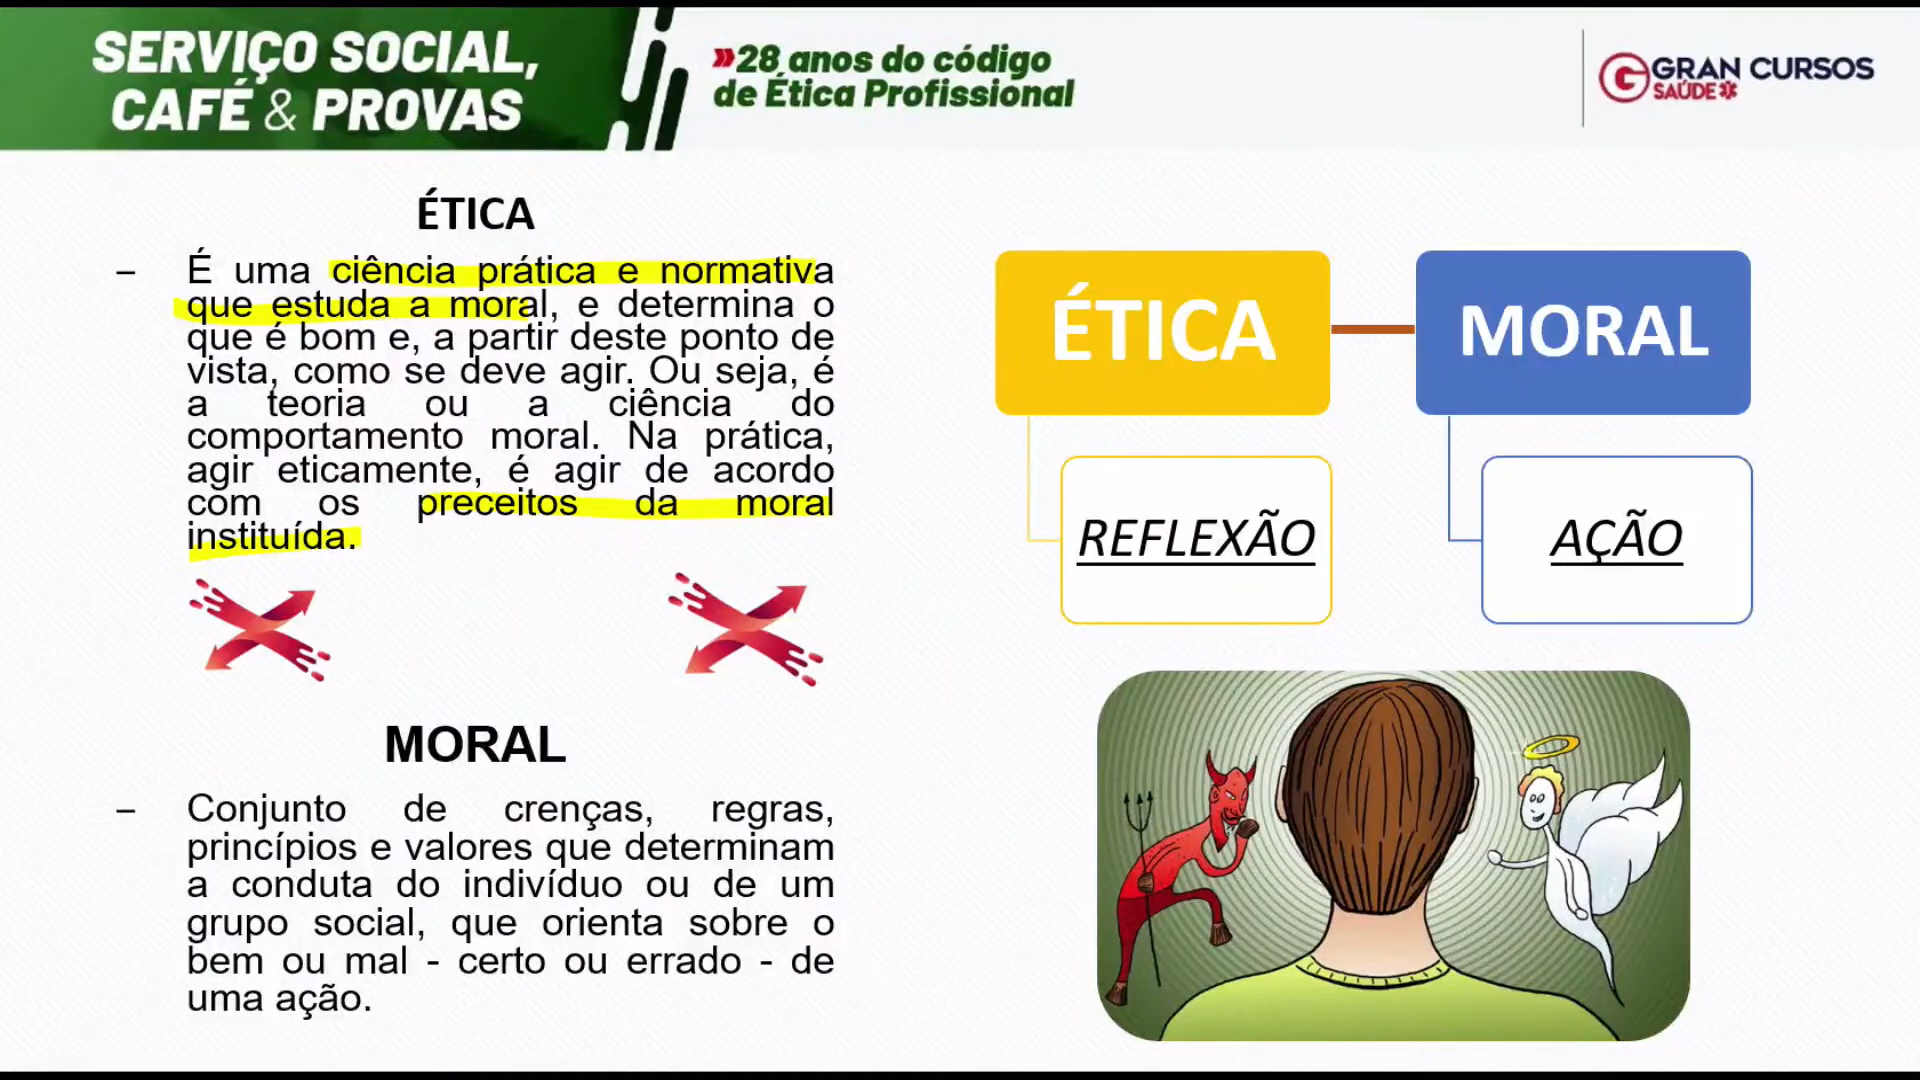 SERVIÇO SOCIAL,
CAFÉ & PROVAS
»28 anos do código
de Ética Profissional
GRAN CURSOS
SAÚDE
ÉTICA
– É uma ciência prática e normativa
que estuda a moral, e determina o
que é bom e, a partir deste ponto de
vista, como se deve agir. Ou seja, é
a teoria ou a ciência do
comportamento moral. Na prática,
agir eticamente, é agir de acordo
com os preceitos da moral
instituída.
MORAL
– Conjunto de crenças, regras,
princípios e valores que determinam
a conduta do indivíduo ou de um
grupo social, que orienta sobre o
bem ou mal - certo ou errado - de
uma ação.
ÉTICA
MORAL
REFLEXÃO
AÇÃO